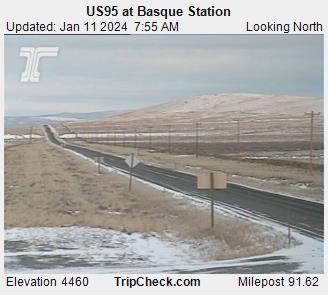 US95 at Basque Station
Updated: Jan 11 2024 7:55 AM Looking North
Elevation 4460 TripCheck.com Milepost 91.62